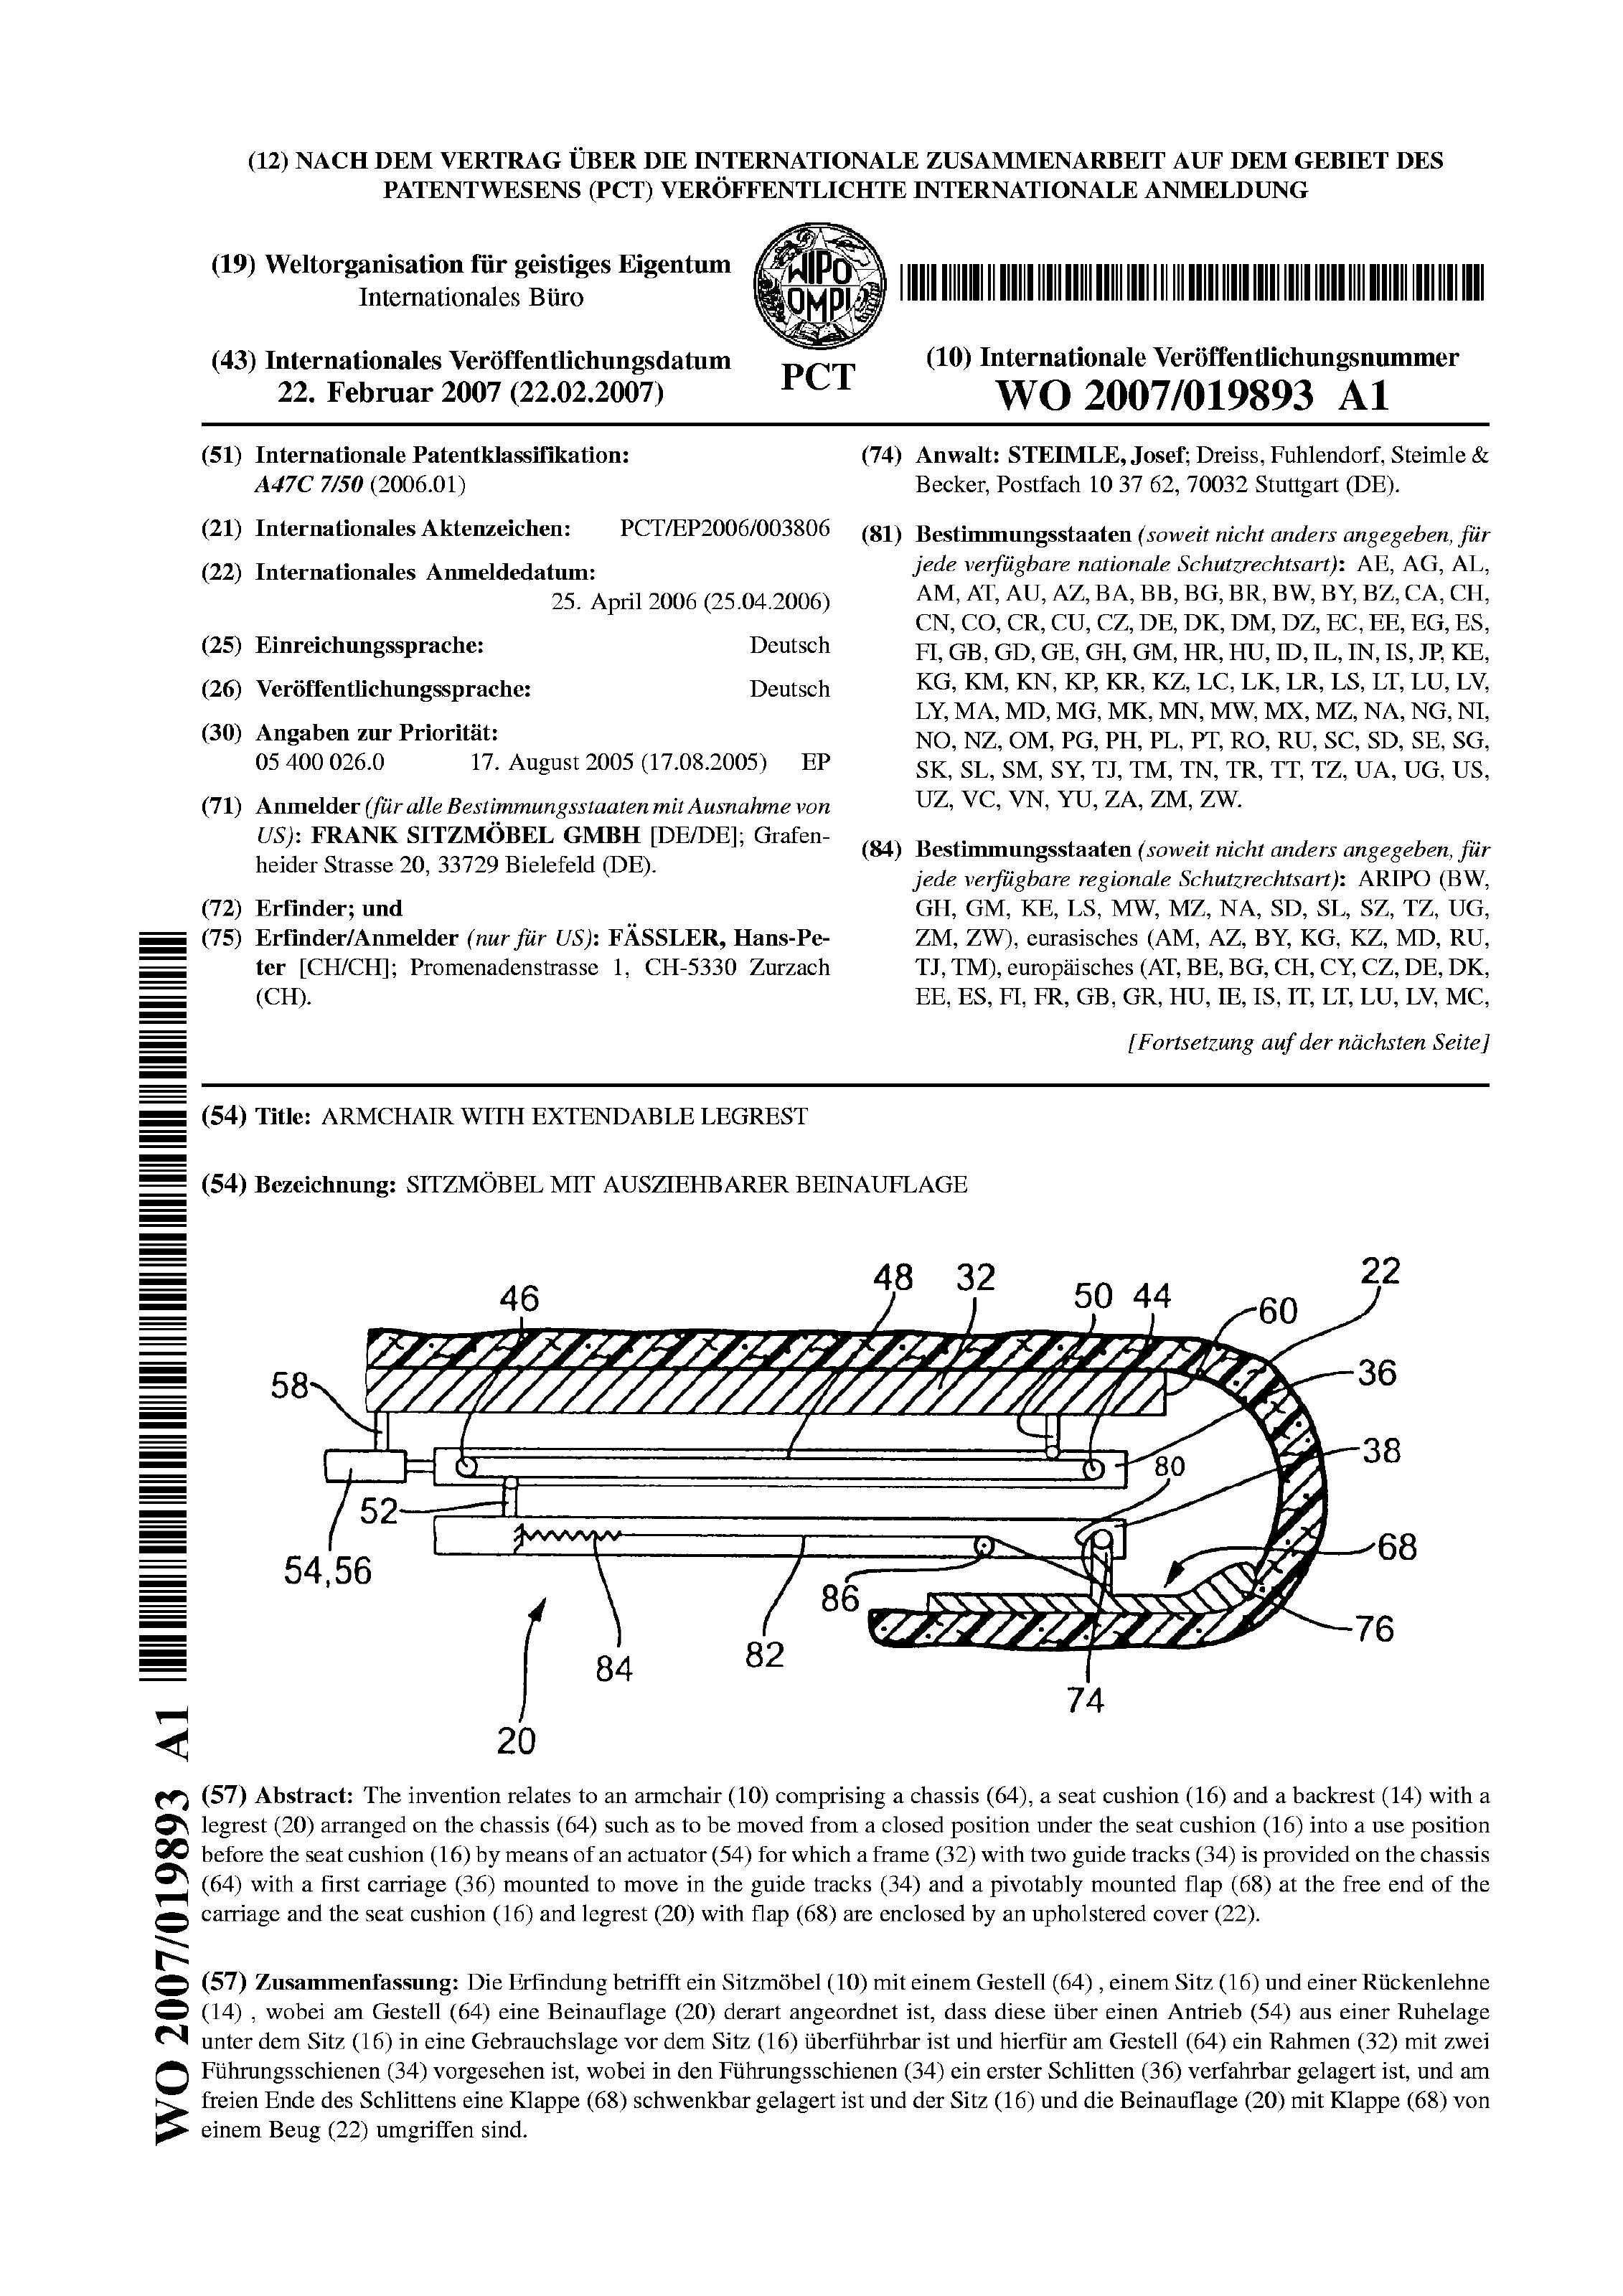 (12) NACH DEM VERTRAG ÜBER DIE INTERNATIONALE ZUSAMMENARBEIT AUF DEM GEBIET DES
PATENTWESENS (PCT) VERÖFFENTLICHTE INTERNATIONALE ANMELDUNG
(19) Weltorganisation für geistiges Eigentum
Internationales Büro
WIPO
OMPI
(43) Internationales Veröffentlichungsdatum
22. Februar 2007 (22.02.2007)
PCT
(10) Internationale Veröffentlichungsnummer
WO 2007/019893 A1
(51) Internationale Patentklassifikation:
A47C 7/50 (2006.01)
(21) Internationales Aktenzeichen: PCT/EP2006/003806
(22) Internationales Anmeldedatum:
25. April 2006 (25.04.2006)
(25) Einreichungssprache: Deutsch
(26) Veröffentlichungssprache: Deutsch
(30) Angaben zur Priorität:
05 400 026.0 17. August 2005 (17.08.2005) EP
(71) Anmelder (für alle Bestimmungsstaaten mit Ausnahme von
US): FRANK SITZMÖBEL GMBH [DE/DE]; Grafen-
heider Strasse 20, 33729 Bielefeld (DE).
(72) Erfinder; und
(75) Erfinder/Anmelder (nur für US): FÄSSLER, Hans-Pe-
ter [CH/CH]; Promenadenstrasse 1, CH-5330 Zurzach
(CH).
(74) Anwalt: STEIMLE, Josef; Dreiss, Fuhlendorf, Steimle &
Becker, Postfach 10 37 62, 70032 Stuttgart (DE).
(81) Bestimmungsstaaten (soweit nicht anders angegeben, für
jede verfügbare nationale Schutzrechtsart): AE, AG, AL,
AM, AT, AU, AZ, BA, BB, BG, BR, BW, BY, BZ, CA, CH,
CN, CO, CR, CU, CZ, DE, DK, DM, DZ, EC, EE, EG, ES,
FI, GB, GD, GE, GH, GM, HR, HU, ID, IL, IN, IS, JP, KE,
KG, KM, KN, KP, KR, KZ, LC, LK, LR, LS, LT, LU, LV,
LY, MA, MD, MG, MK, MN, MW, MX, MZ, NA, NG, NI,
NO, NZ, OM, PG, PH, PL, PT, RO, RU, SC, SD, SE, SG,
SK, SL, SM, SY, TJ, TM, TN, TR, TT, TZ, UA, UG, US,
UZ, VC, VN, YU, ZA, ZM, ZW.
(84) Bestimmungsstaaten (soweit nicht anders angegeben, für
jede verfügbare regionale Schutzrechtsart): ARIPO (BW,
GH, GM, KE, LS, MW, MZ, NA, SD, SL, SZ, TZ, UG,
ZM, ZW), eurasisches (AM, AZ, BY, KG, KZ, MD, RU,
TJ, TM), europäisches (AT, BE, BG, CH, CY, CZ, DE, DK,
EE, ES, FI, FR, GB, GR, HU, IE, IS, IT, LT, LU, LV, MC,
[Fortsetzung auf der nächsten Seite]
(54) Title: ARMCHAIR WITH EXTENDABLE LEGREST
(54) Bezeichnung: SITZMÖBEL MIT AUSZIEHBARER BEINAUFLAGE
46 48 32 50 44 22
60
58 36
38
80
52
54,56 68
86
84 82 76
74
20
(57) Abstract: The invention relates to an armchair (10) comprising a chassis (64), a seat cushion (16) and a backrest (14) with a
legrest (20) arranged on the chassis (64) such as to be moved from a closed position under the seat cushion (16) into a use position
before the seat cushion (16) by means of an actuator (54) for which a frame (32) with two guide tracks (34) is provided on the chassis
(64) with a first carriage (36) mounted to move in the guide tracks (34) and a pivotably mounted flap (68) at the free end of the
carriage and the seat cushion (16) and legrest (20) with flap (68) are enclosed by an upholstered cover (22).
(57) Zusammenfassung: Die Erfindung betrifft ein Sitzmöbel (10) mit einem Gestell (64) , einem Sitz (16) und einer Rückenlehne
(14) , wobei am Gestell (64) eine Beinauflage (20) derart angeordnet ist, dass diese über einen Antrieb (54) aus einer Ruhelage
unter dem Sitz (16) in eine Gebrauchslage vor dem Sitz (16) überführbar ist und hierfür am Gestell (64) ein Rahmen (32) mit zwei
Führungsschienen (34) vorgesehen ist, wobei in den Führungsschienen (34) ein erster Schlitten (36) verfahrbar gelagert ist, und am
freien Ende des Schlittens eine Klappe (68) schwenkbar gelagert ist und der Sitz (16) und die Beinauflage (20) mit Klappe (68) von
einem Beug (22) umgriffen sind.
WO 2007/019893 A1